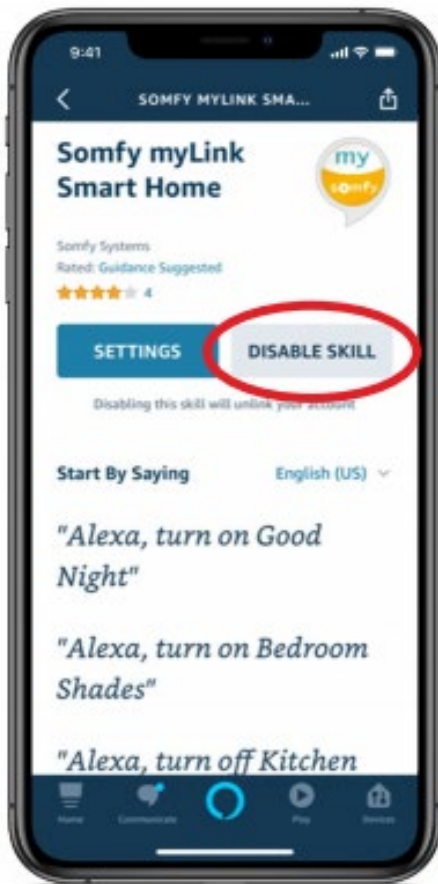 9:41
SOMFY MYLINK SMA...
Somfy myLink
Smart Home
my
somfy
Somfy Systems
Rated: Guidance Suggested
4
SETTINGS
DISABLE SKILL
Disabling this skill will unlink your account
Start By Saying
English (US)
"Alexa, turn on Good
Night"
"Alexa, turn on Bedroom
Shades"
"Alexa, turn off Kitchen
Home
Communicate
Play
Devices